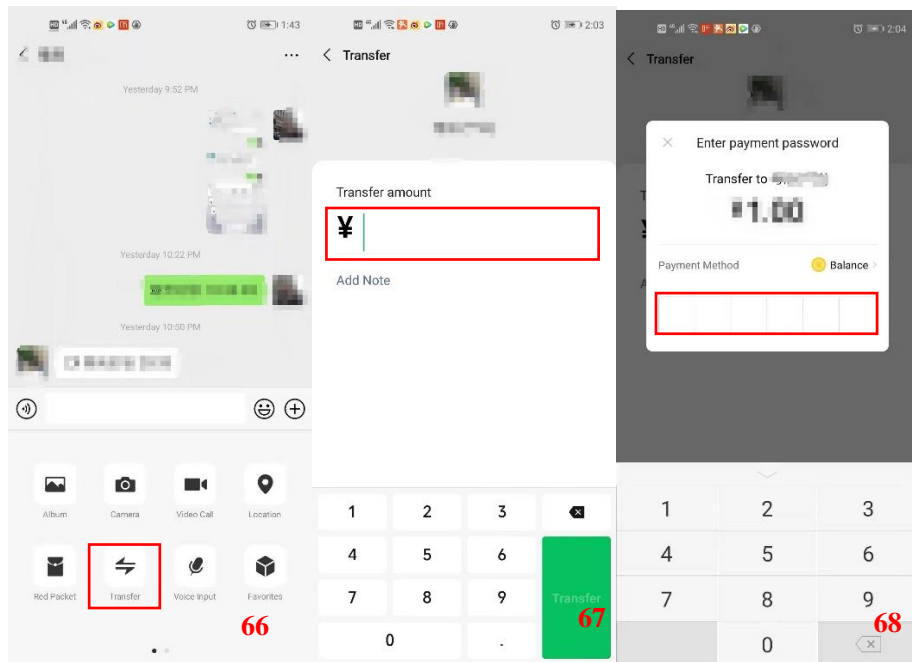 1:43
Yesterday 9:52 PM
Yesterday 10:22 PM
Yesterday 10:50 PM
Album
Camera
Video Call
Location
Red Packet
Transfer
Voice Input
Favorites
66
2:03
Transfer
Transfer amount
¥
Add Note
1 2 3
4 5 6
7 8 9
Transfer
0 .
67
2:04
Transfer
Enter payment password
Transfer to
¥1.00
Payment Method
Balance
1 2 3
4 5 6
7 8 9
0
68